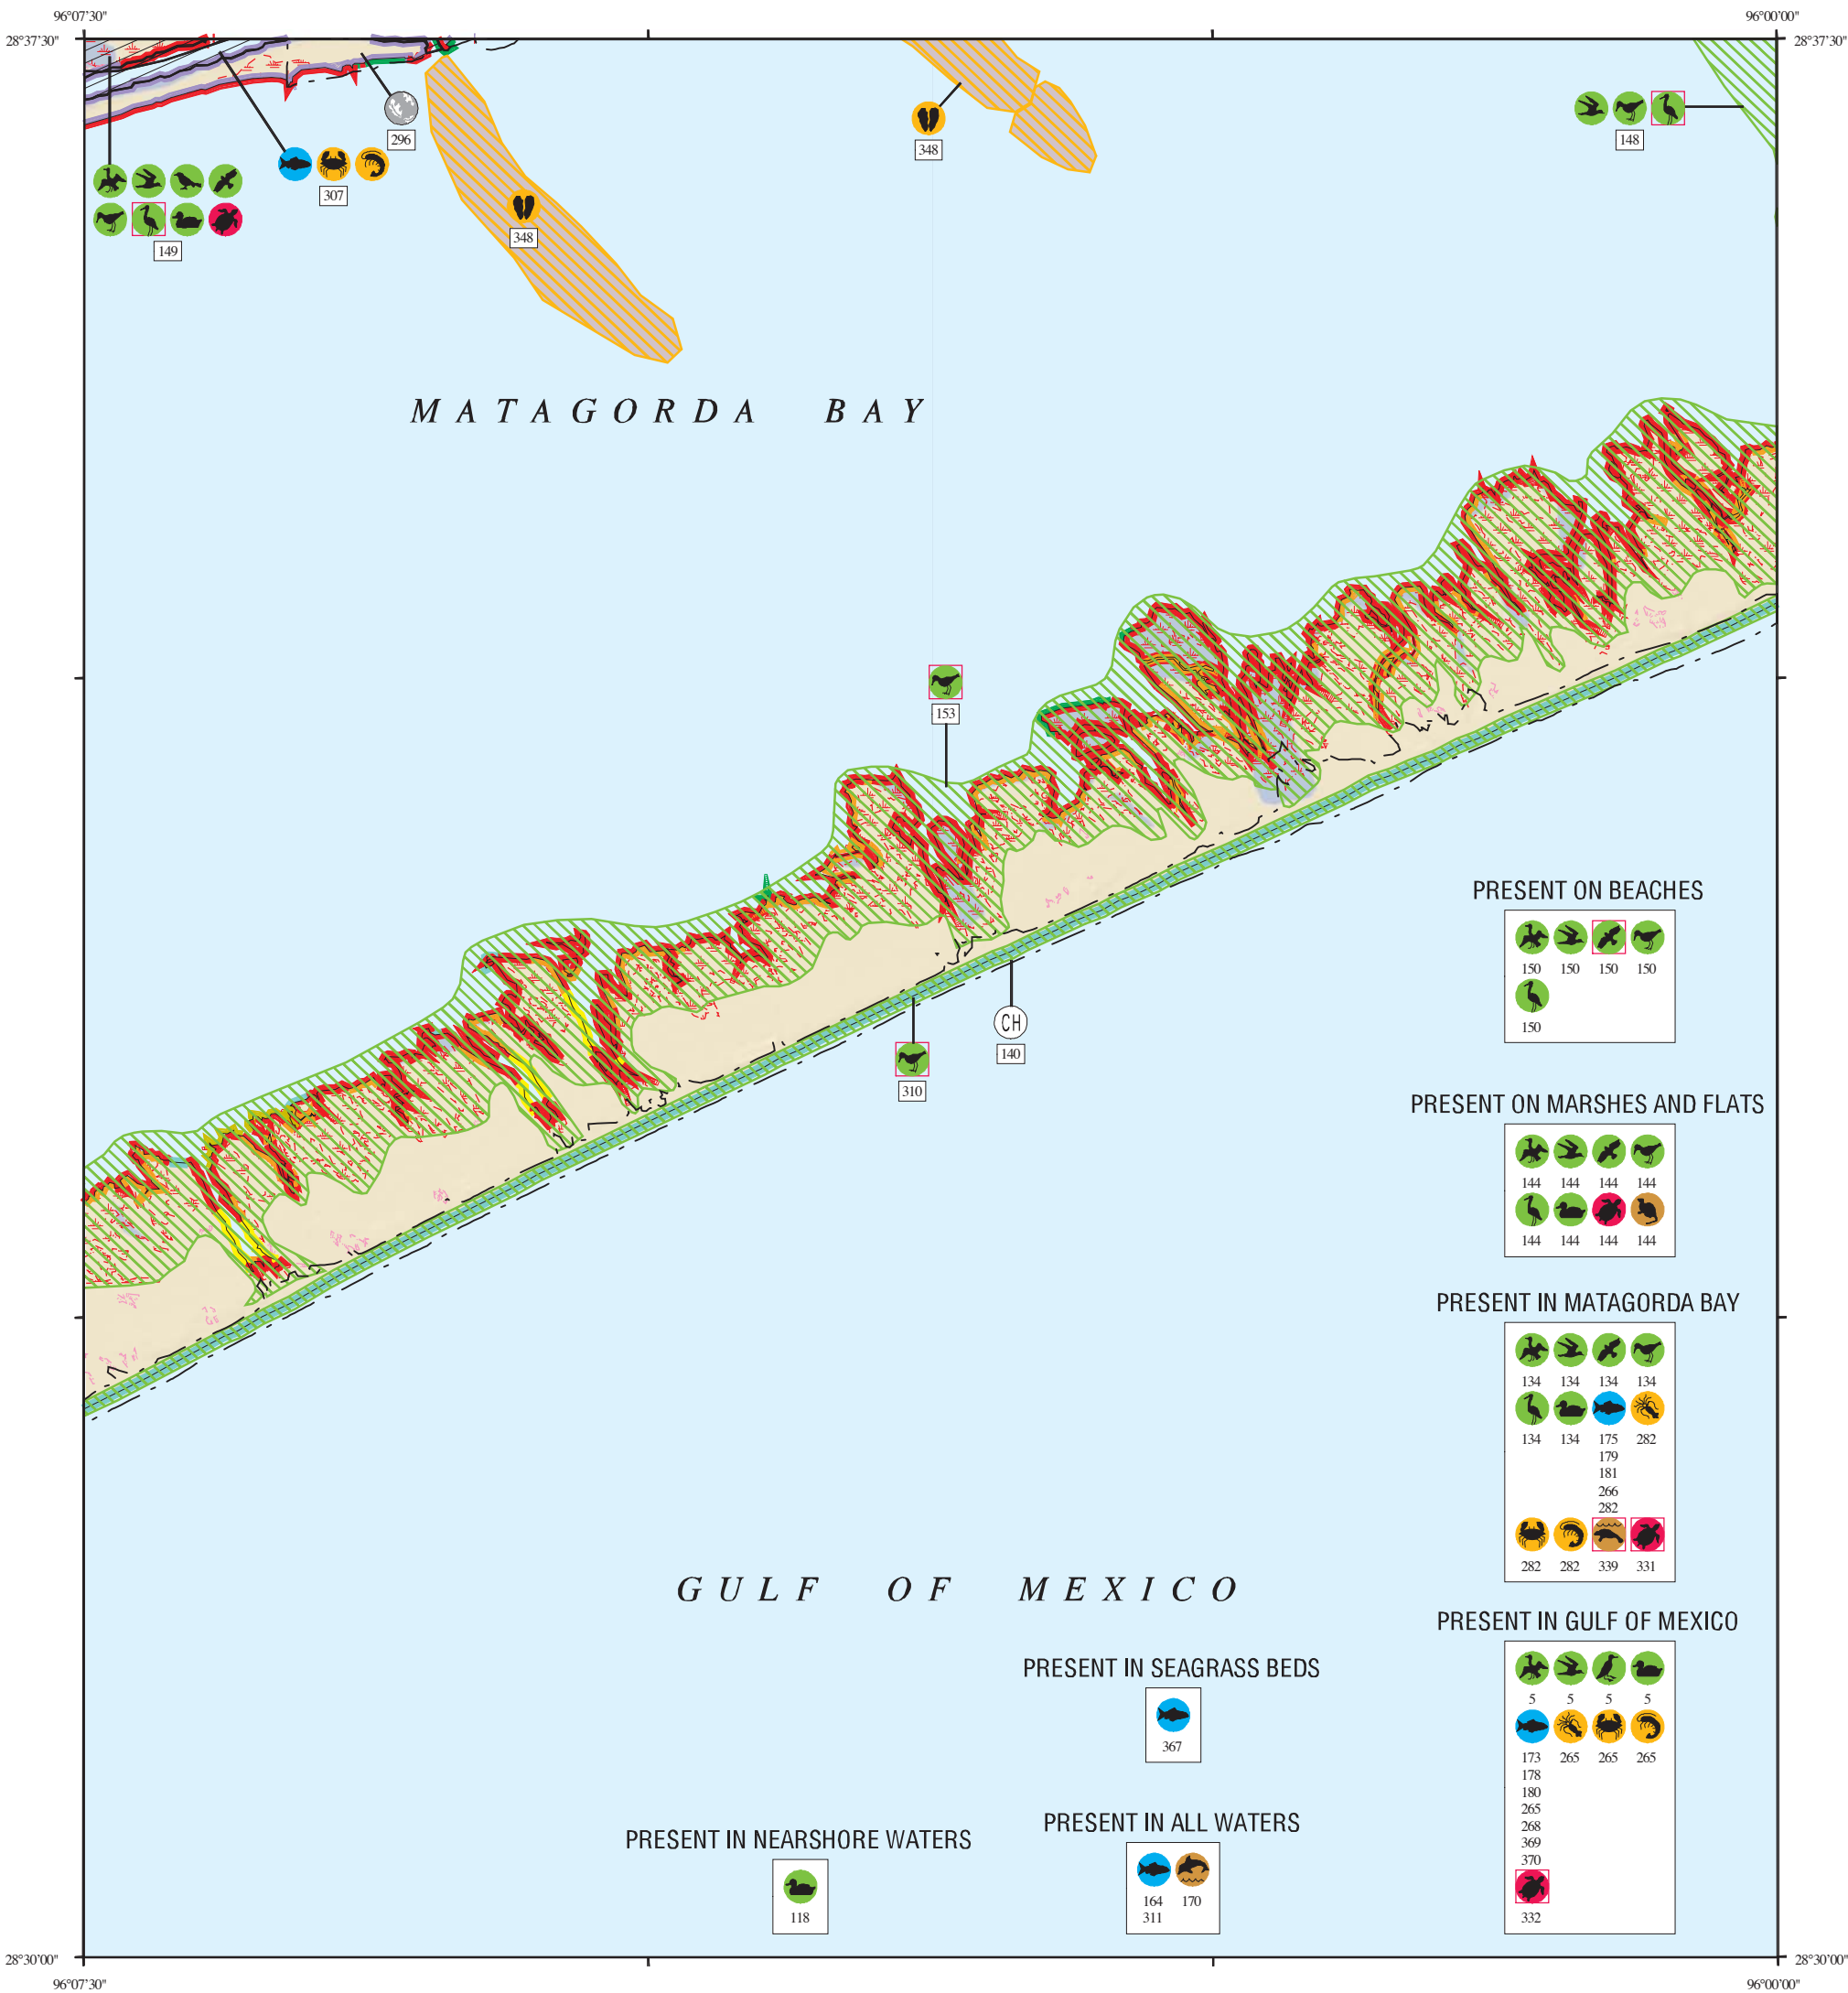 96°07'30"
96°00'00"
28°37'30"
28°37'30"
296
348
148
307
348
149
MATAGORDA BAY
153
PRESENT ON BEACHES
150 150 150 150
150
CH
140
310
PRESENT ON MARSHES AND FLATS
144 144 144 144
144 144 144 144
PRESENT IN MATAGORDA BAY
134 134 134 134
134 134 175 282
179
181
266
282
282 282 339 331
GULF OF MEXICO
PRESENT IN GULF OF MEXICO
5 5 5 5
173 265 265 265
178
180
265
268
369
370
332
PRESENT IN SEAGRASS BEDS
367
PRESENT IN ALL WATERS
164 170
311
PRESENT IN NEARSHORE WATERS
118
28°30'00"
28°30'00"
96°07'30"
96°00'00"